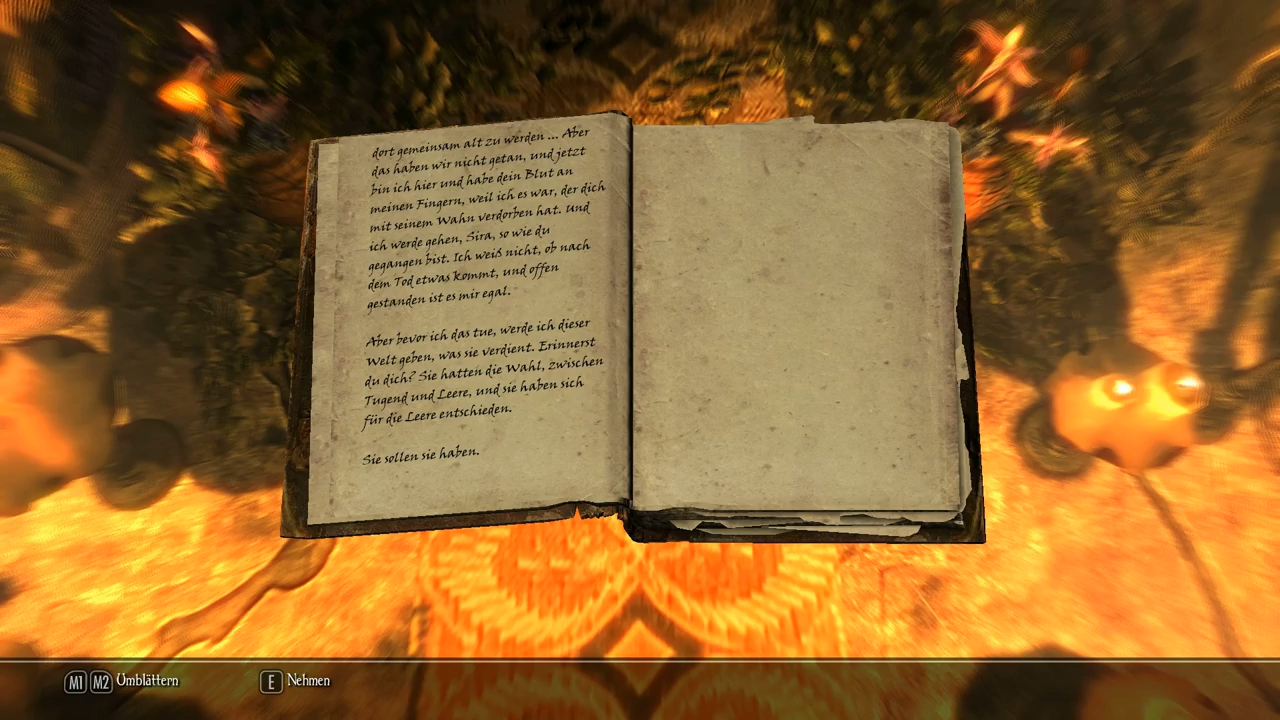 dort gemeinsam alt zu werden ... Aber
das haben wir nicht getan, und jetzt
bin ich hier und habe dein Blut an
meinen Fingern, weil ich es war, der dich
mit seinem Wahn verdorben hat. Und
ich werde gehen, Sira, so wie du
gegangen bist. Ich weiß nicht, ob nach
dem Tod etwas kommt, und offen
gestanden ist es mir egal.
Aber bevor ich das tue, werde ich dieser
Welt geben, was sie verdient. Erinnerst
du dich? Sie hatten die Wahl, zwischen
Tugend und Leere, und sie haben sich
für die Leere entschieden.
Sie sollen sie haben.
M1 M2 Umblättern
E Nehmen